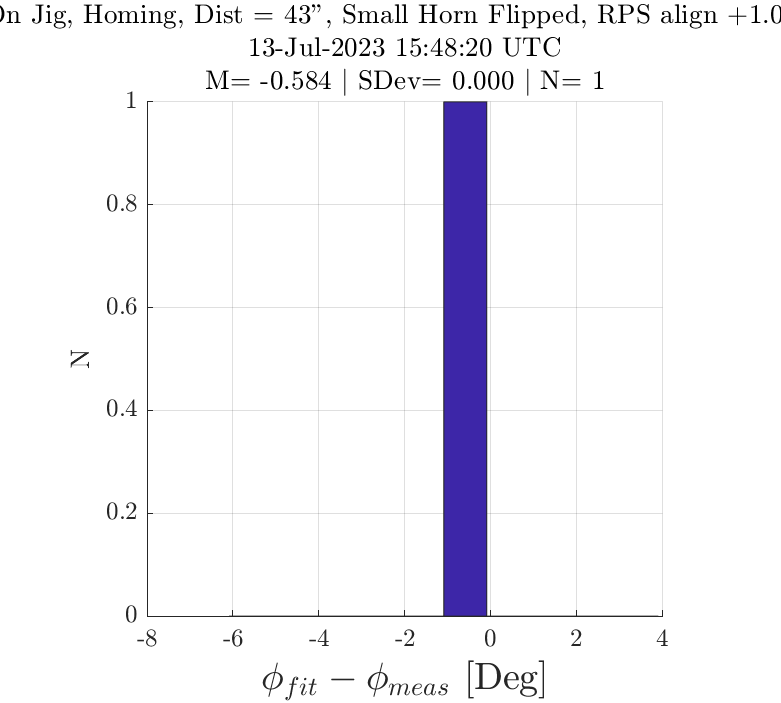 On Jig, Homing, Dist = 43”, Small Horn Flipped, RPS align +1.0
13-Jul-2023 15:48:20 UTC
M= -0.584 | SDev= 0.000 | N= 1
1
0.8
0.6
0.4
0.2
0
N
-8 -6 -4 -2 0 2 4
ϕ_fit − ϕ_meas [Deg]